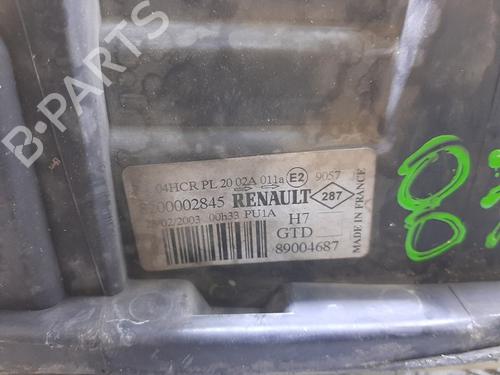 B-PARTS
04HCR PL 20 02A 011a E2 9057
8200002845 RENAULT 287
28/02/2003 00h33 PU1A H7
GTD
89004687
MADE IN FRANCE